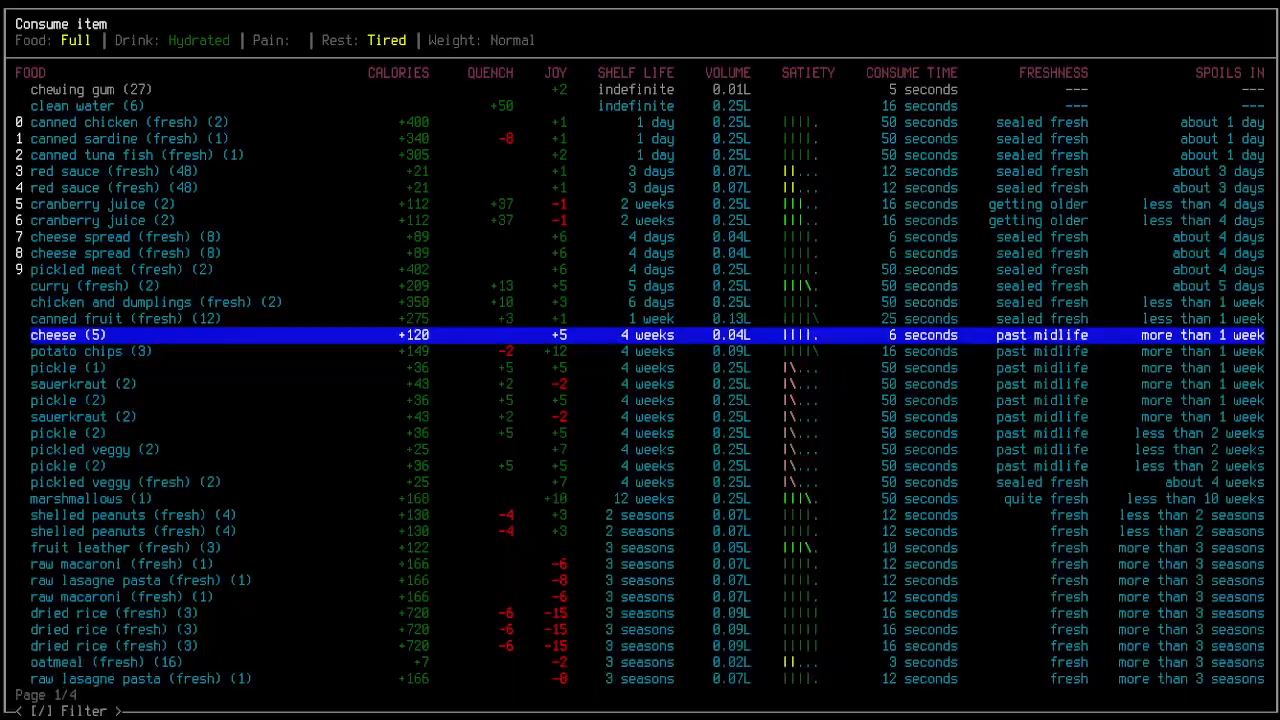 Consume item
Food: Full | Drink: Hydrated | Pain: | Rest: Tired | Weight: Normal
FOOD CALORIES QUENCH JOY SHELF LIFE VOLUME SATIETY CONSUME TIME FRESHNESS SPOILS IN
chewing gum (27) +2 indefinite 0.01L 5 seconds --- ---
clean water (6) +50 indefinite 0.25L 16 seconds --- ---
0 canned chicken (fresh) (2) +400 +1 1 day 0.25L ||||. 50 seconds sealed fresh about 1 day
1 canned sardine (fresh) (1) +340 -8 +1 1 day 0.25L ||||. 50 seconds sealed fresh about 1 day
2 canned tuna fish (fresh) (1) +305 +2 1 day 0.25L ||||. 50 seconds sealed fresh about 1 day
3 red sauce (fresh) (48) +21 +1 3 days 0.07L ||... 12 seconds sealed fresh about 3 days
4 red sauce (fresh) (48) +21 +1 3 days 0.07L ||... 12 seconds sealed fresh about 3 days
5 cranberry juice (2) +112 +37 -1 2 weeks 0.25L |||.. 16 seconds getting older less than 4 days
6 cranberry juice (2) +112 +37 -1 2 weeks 0.25L |||.. 16 seconds getting older less than 4 days
7 cheese spread (fresh) (8) +89 +6 4 days 0.04L ||||. 6 seconds sealed fresh about 4 days
8 cheese spread (fresh) (8) +89 +6 4 days 0.04L ||||. 6 seconds sealed fresh about 4 days
9 pickled meat (fresh) (2) +402 +6 4 days 0.25L ||||. 50 seconds sealed fresh about 4 days
curry (fresh) (2) +209 +13 +5 5 days 0.25L |||\. 50 seconds sealed fresh about 5 days
chicken and dumplings (fresh) (2) +358 +10 +3 6 days 0.25L ||||. 50 seconds sealed fresh less than 1 week
canned fruit (fresh) (12) +275 +3 +1 1 week 0.13L ||||\ 25 seconds sealed fresh less than 1 week
cheese (5) +120 +5 4 weeks 0.04L ||||. 6 seconds past midlife more than 1 week
potato chips (3) +149 -2 +12 4 weeks 0.09L ||||\ 16 seconds past midlife more than 1 week
pickle (1) +36 +5 +5 4 weeks 0.25L |\... 50 seconds past midlife more than 1 week
sauerkraut (2) +43 +2 -2 4 weeks 0.25L |\... 50 seconds past midlife more than 1 week
pickle (2) +36 +5 +5 4 weeks 0.25L |\... 50 seconds past midlife more than 1 week
sauerkraut (2) +43 +2 -2 4 weeks 0.25L |\... 50 seconds past midlife more than 1 week
pickle (2) +36 +5 +5 4 weeks 0.25L |\... 50 seconds past midlife less than 2 weeks
pickled veggy (2) +25 +7 4 weeks 0.25L |\... 50 seconds past midlife less than 2 weeks
pickle (2) +36 +5 +5 4 weeks 0.25L |\... 50 seconds past midlife less than 2 weeks
pickled veggy (fresh) (2) +25 +7 4 weeks 0.25L |\... 50 seconds sealed fresh about 4 weeks
marshmallows (1) +168 +10 12 weeks 0.25L |||\. 50 seconds quite fresh less than 10 weeks
shelled peanuts (fresh) (4) +130 -4 +3 2 seasons 0.07L ||||. 12 seconds fresh less than 2 seasons
shelled peanuts (fresh) (4) +130 -4 +3 2 seasons 0.07L ||||. 12 seconds fresh less than 2 seasons
fruit leather (fresh) (3) +122 3 seasons 0.05L |||\. 10 seconds fresh more than 3 seasons
raw macaroni (fresh) (1) +166 -6 3 seasons 0.07L ||||. 12 seconds fresh more than 3 seasons
raw lasagne pasta (fresh) (1) +166 -8 3 seasons 0.07L ||||. 12 seconds fresh more than 3 seasons
raw macaroni (fresh) (1) +166 -6 3 seasons 0.07L ||||. 12 seconds fresh more than 3 seasons
dried rice (fresh) (3) +720 -6 -15 3 seasons 0.09L ||||| 16 seconds fresh more than 3 seasons
dried rice (fresh) (3) +720 -6 -15 3 seasons 0.09L ||||| 16 seconds fresh more than 3 seasons
dried rice (fresh) (3) +720 -6 -15 3 seasons 0.09L ||||| 16 seconds fresh more than 3 seasons
oatmeal (fresh) (16) +7 -2 3 seasons 0.02L ||... 3 seconds fresh more than 3 seasons
raw lasagne pasta (fresh) (1) +166 -8 3 seasons 0.07L ||||. 12 seconds fresh more than 3 seasons
Page 1/4
< [/] Filter >